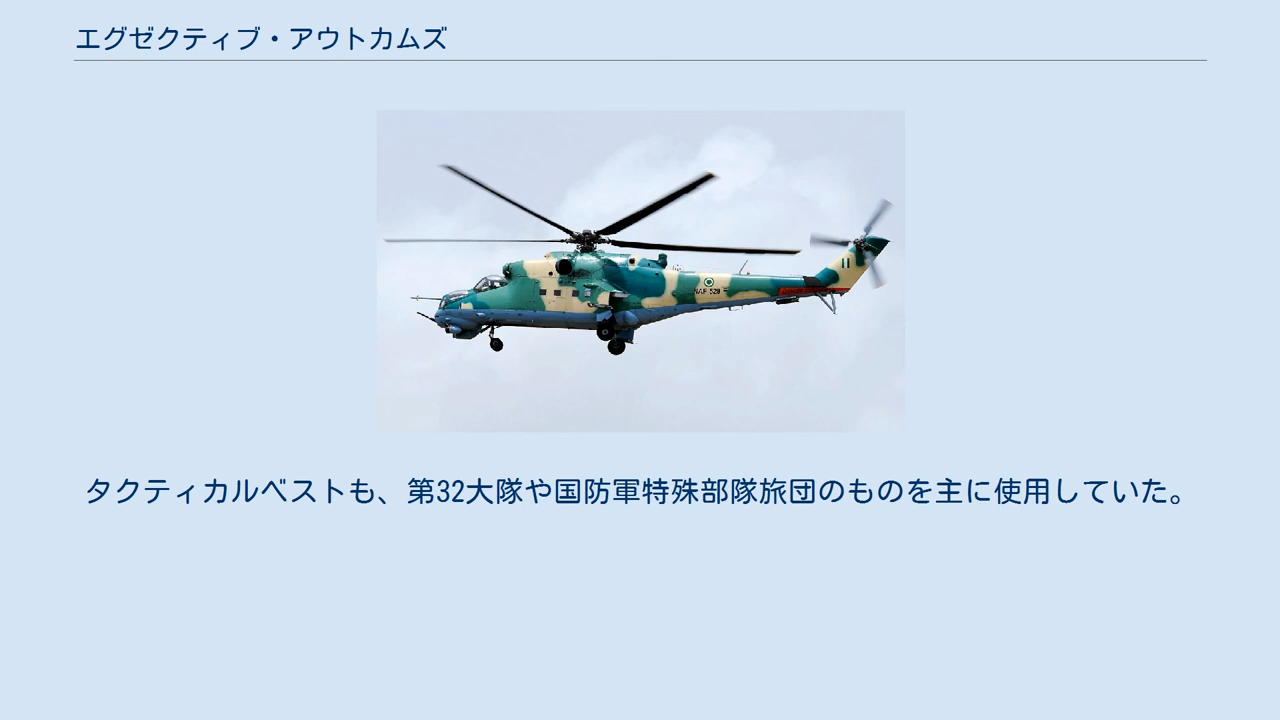 エグゼクティブ・アウトカムズ
NAF 528
タクティカルベストも、第32大隊や国防軍特殊部隊旅団のものを主に使用していた。